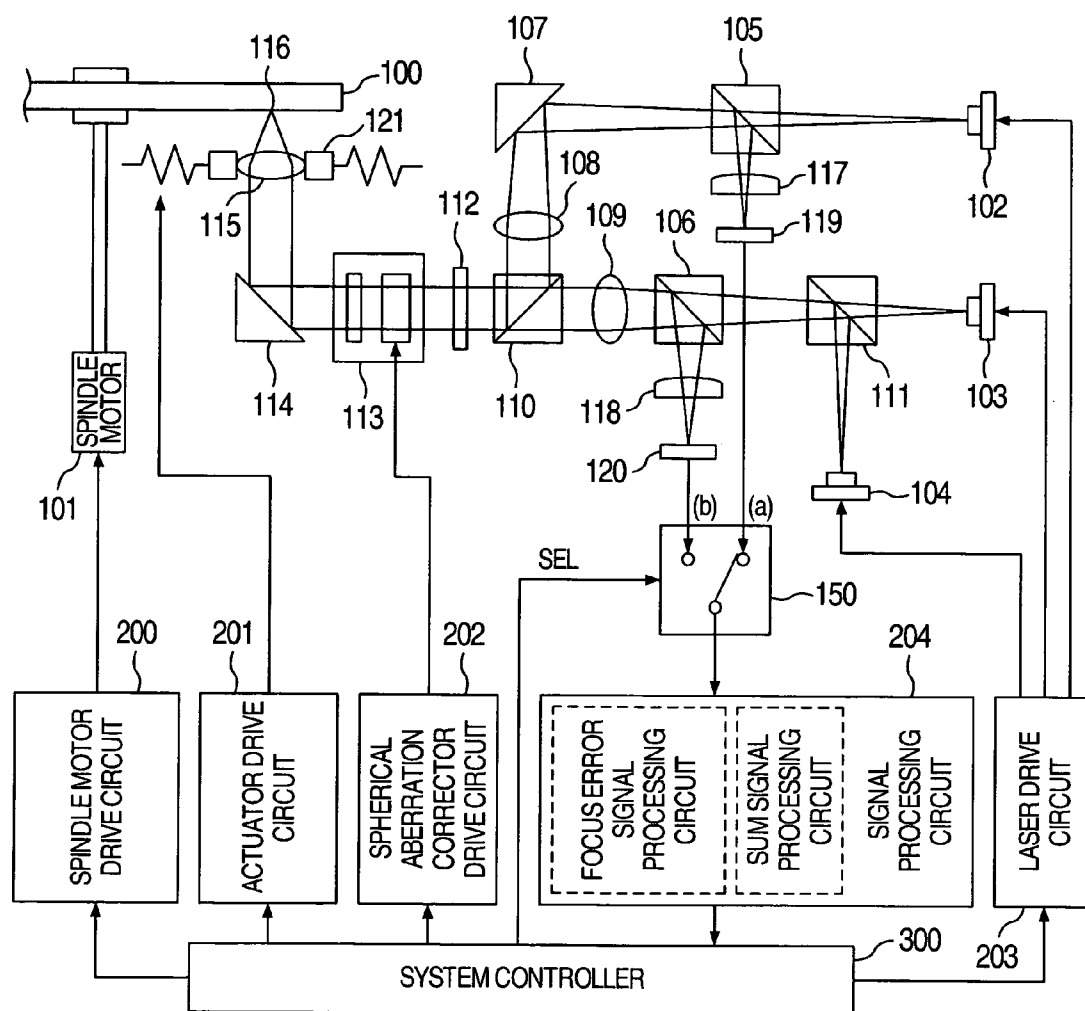 107
105
116
100
121
102
115
108
117
112
109
106
119
114
113
110
118
111
103
SPINDLE
MOTOR
101
120
104
(b)
(a)
SEL
150
200
201
202
204
SPINDLE MOTOR
DRIVE CIRCUIT
ACTUATOR DRIVE
CIRCUIT
SPHERICAL
ABERRATION
CORRECTOR
DRIVE CIRCUIT
FOCUS ERROR
SIGNAL
PROCESSING
CIRCUIT
SUM SIGNAL
PROCESSING
CIRCUIT
SIGNAL
PROCESSING
CIRCUIT
LASER DRIVE
CIRCUIT
300
203
SYSTEM CONTROLLER